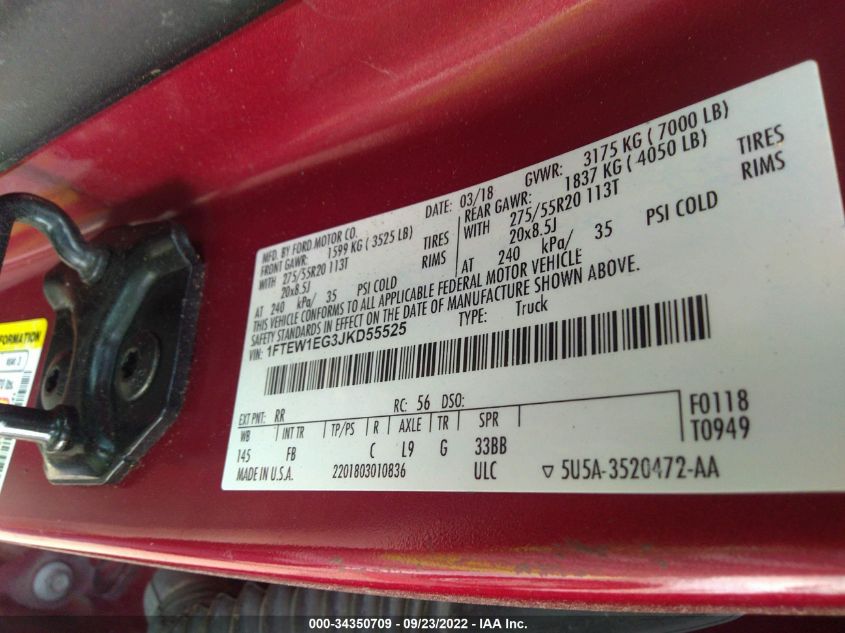 MFD. BY FORD MOTOR CO.
DATE: 03/18 GVWR: 3175 KG ( 7000 LB)
FRONT GAWR: 1599 KG ( 3525 LB) REAR GAWR: 1837 KG ( 4050 LB)
WITH 275/55R20 113T TIRES WITH 275/55R20 113T TIRES
20x8.5J RIMS 20x8.5J RIMS
AT 240 kPa/ 35 PSI COLD AT 240 kPa/ 35 PSI COLD
THIS VEHICLE CONFORMS TO ALL APPLICABLE FEDERAL MOTOR VEHICLE
SAFETY STANDARDS IN EFFECT ON THE DATE OF MANUFACTURE SHOWN ABOVE.
VIN: 1FTEW1EG3JKD55525 TYPE: Truck
EXT PNT: RR RC: 56 DSO: F0118
WB INT TR TP/PS R AXLE TR SPR T0949
145 FB C L9 G 33BB
MADE IN U.S.A. 2201803010836 ULC ▽ 5U5A-3520472-AA
FORMATION
000-34350709 - 09/23/2022 - IAA Inc.